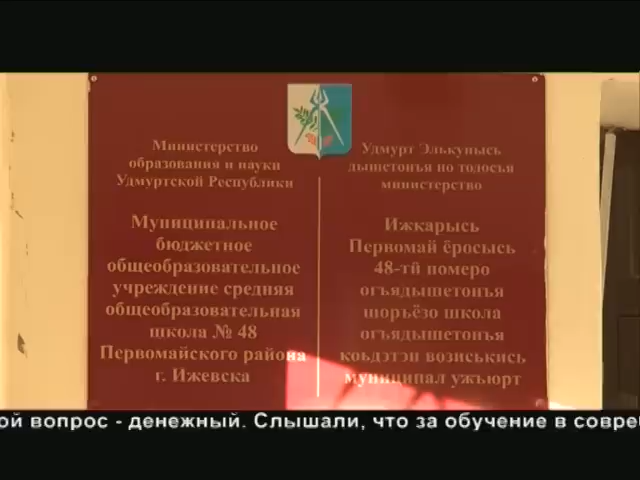 Министерство
образования и науки
Удмуртской Республики
Муниципальное
бюджетное
общеобразовательное
учреждение средняя
общеобразовательная
школа № 48
Первомайского района
г. Ижевска
Удмурт Элькунысь
дышетонъя но тодосъя
министерство
Ижкарысь
Первомай ёросысь
48-тӥ номеро
огъядышетонъя
шоръёзо школа
огъядышетонъя
коньдэтэн возиськись
муниципал ужъюрт
ой вопрос - денежный. Слышали, что за обучение в совре